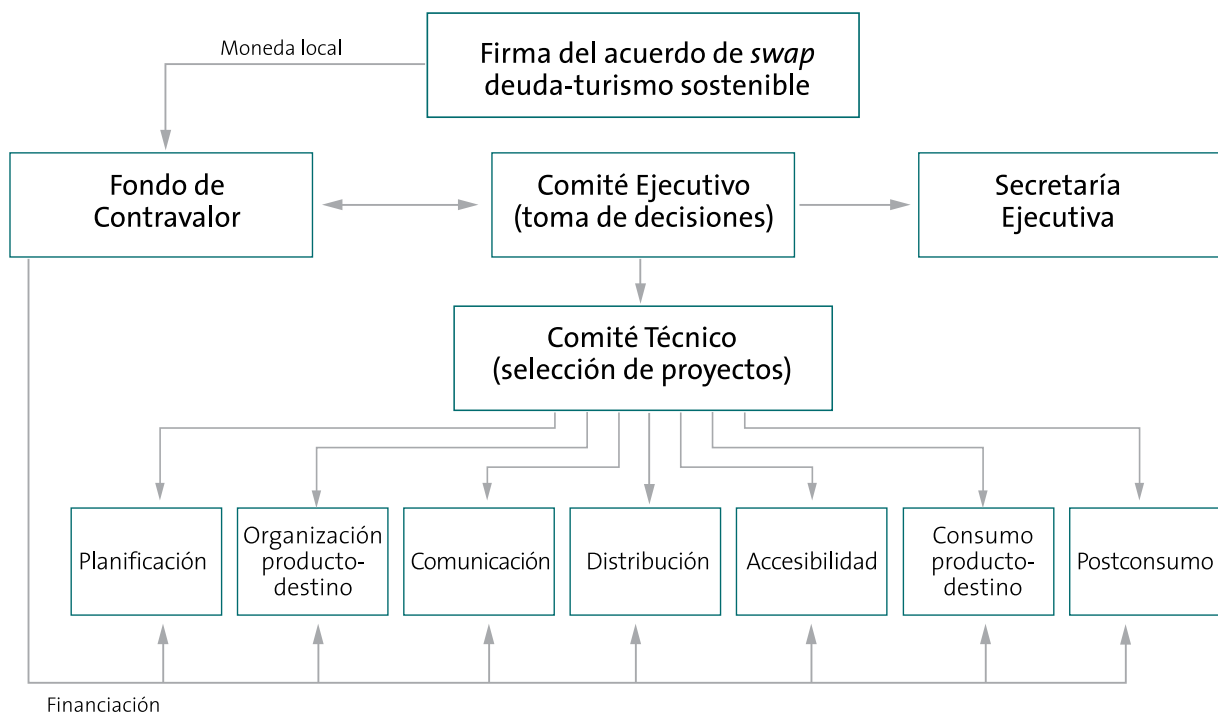 Moneda local
Firma del acuerdo de swap
deuda-turismo sostenible
Fondo de
Contravalor
Comité Ejecutivo
(toma de decisiones)
Secretaría
Ejecutiva
Comité Técnico
(selección de proyectos)
Planificación
Organización
producto-
destino
Comunicación
Distribución
Accesibilidad
Consumo
producto-
destino
Postconsumo
Financiación